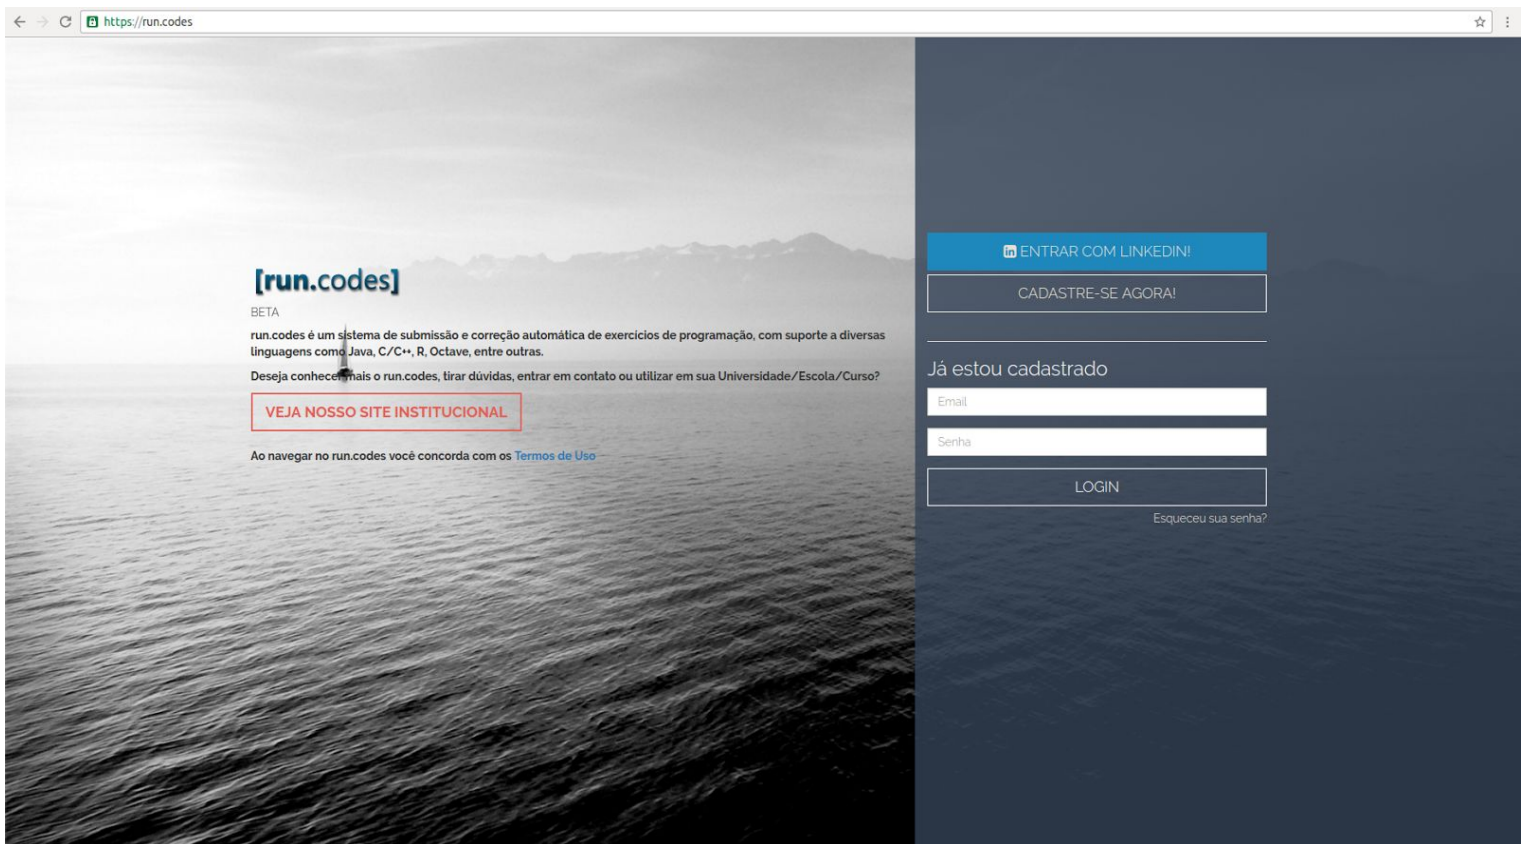 https://run.codes
[run.codes]
BETA
run.codes é um sistema de submissão e correção automática de exercícios de programação, com suporte a diversas
linguagens como Java, C/C++, R, Octave, entre outras.
Deseja conhecer mais o run.codes, tirar dúvidas, entrar em contato ou utilizar em sua Universidade/Escola/Curso?
VEJA NOSSO SITE INSTITUCIONAL
Ao navegar no run.codes você concorda com os Termos de Uso
in ENTRAR COM LINKEDIN!
CADASTRE-SE AGORA!
Já estou cadastrado
Email
Senha
LOGIN
Esqueceu sua senha?